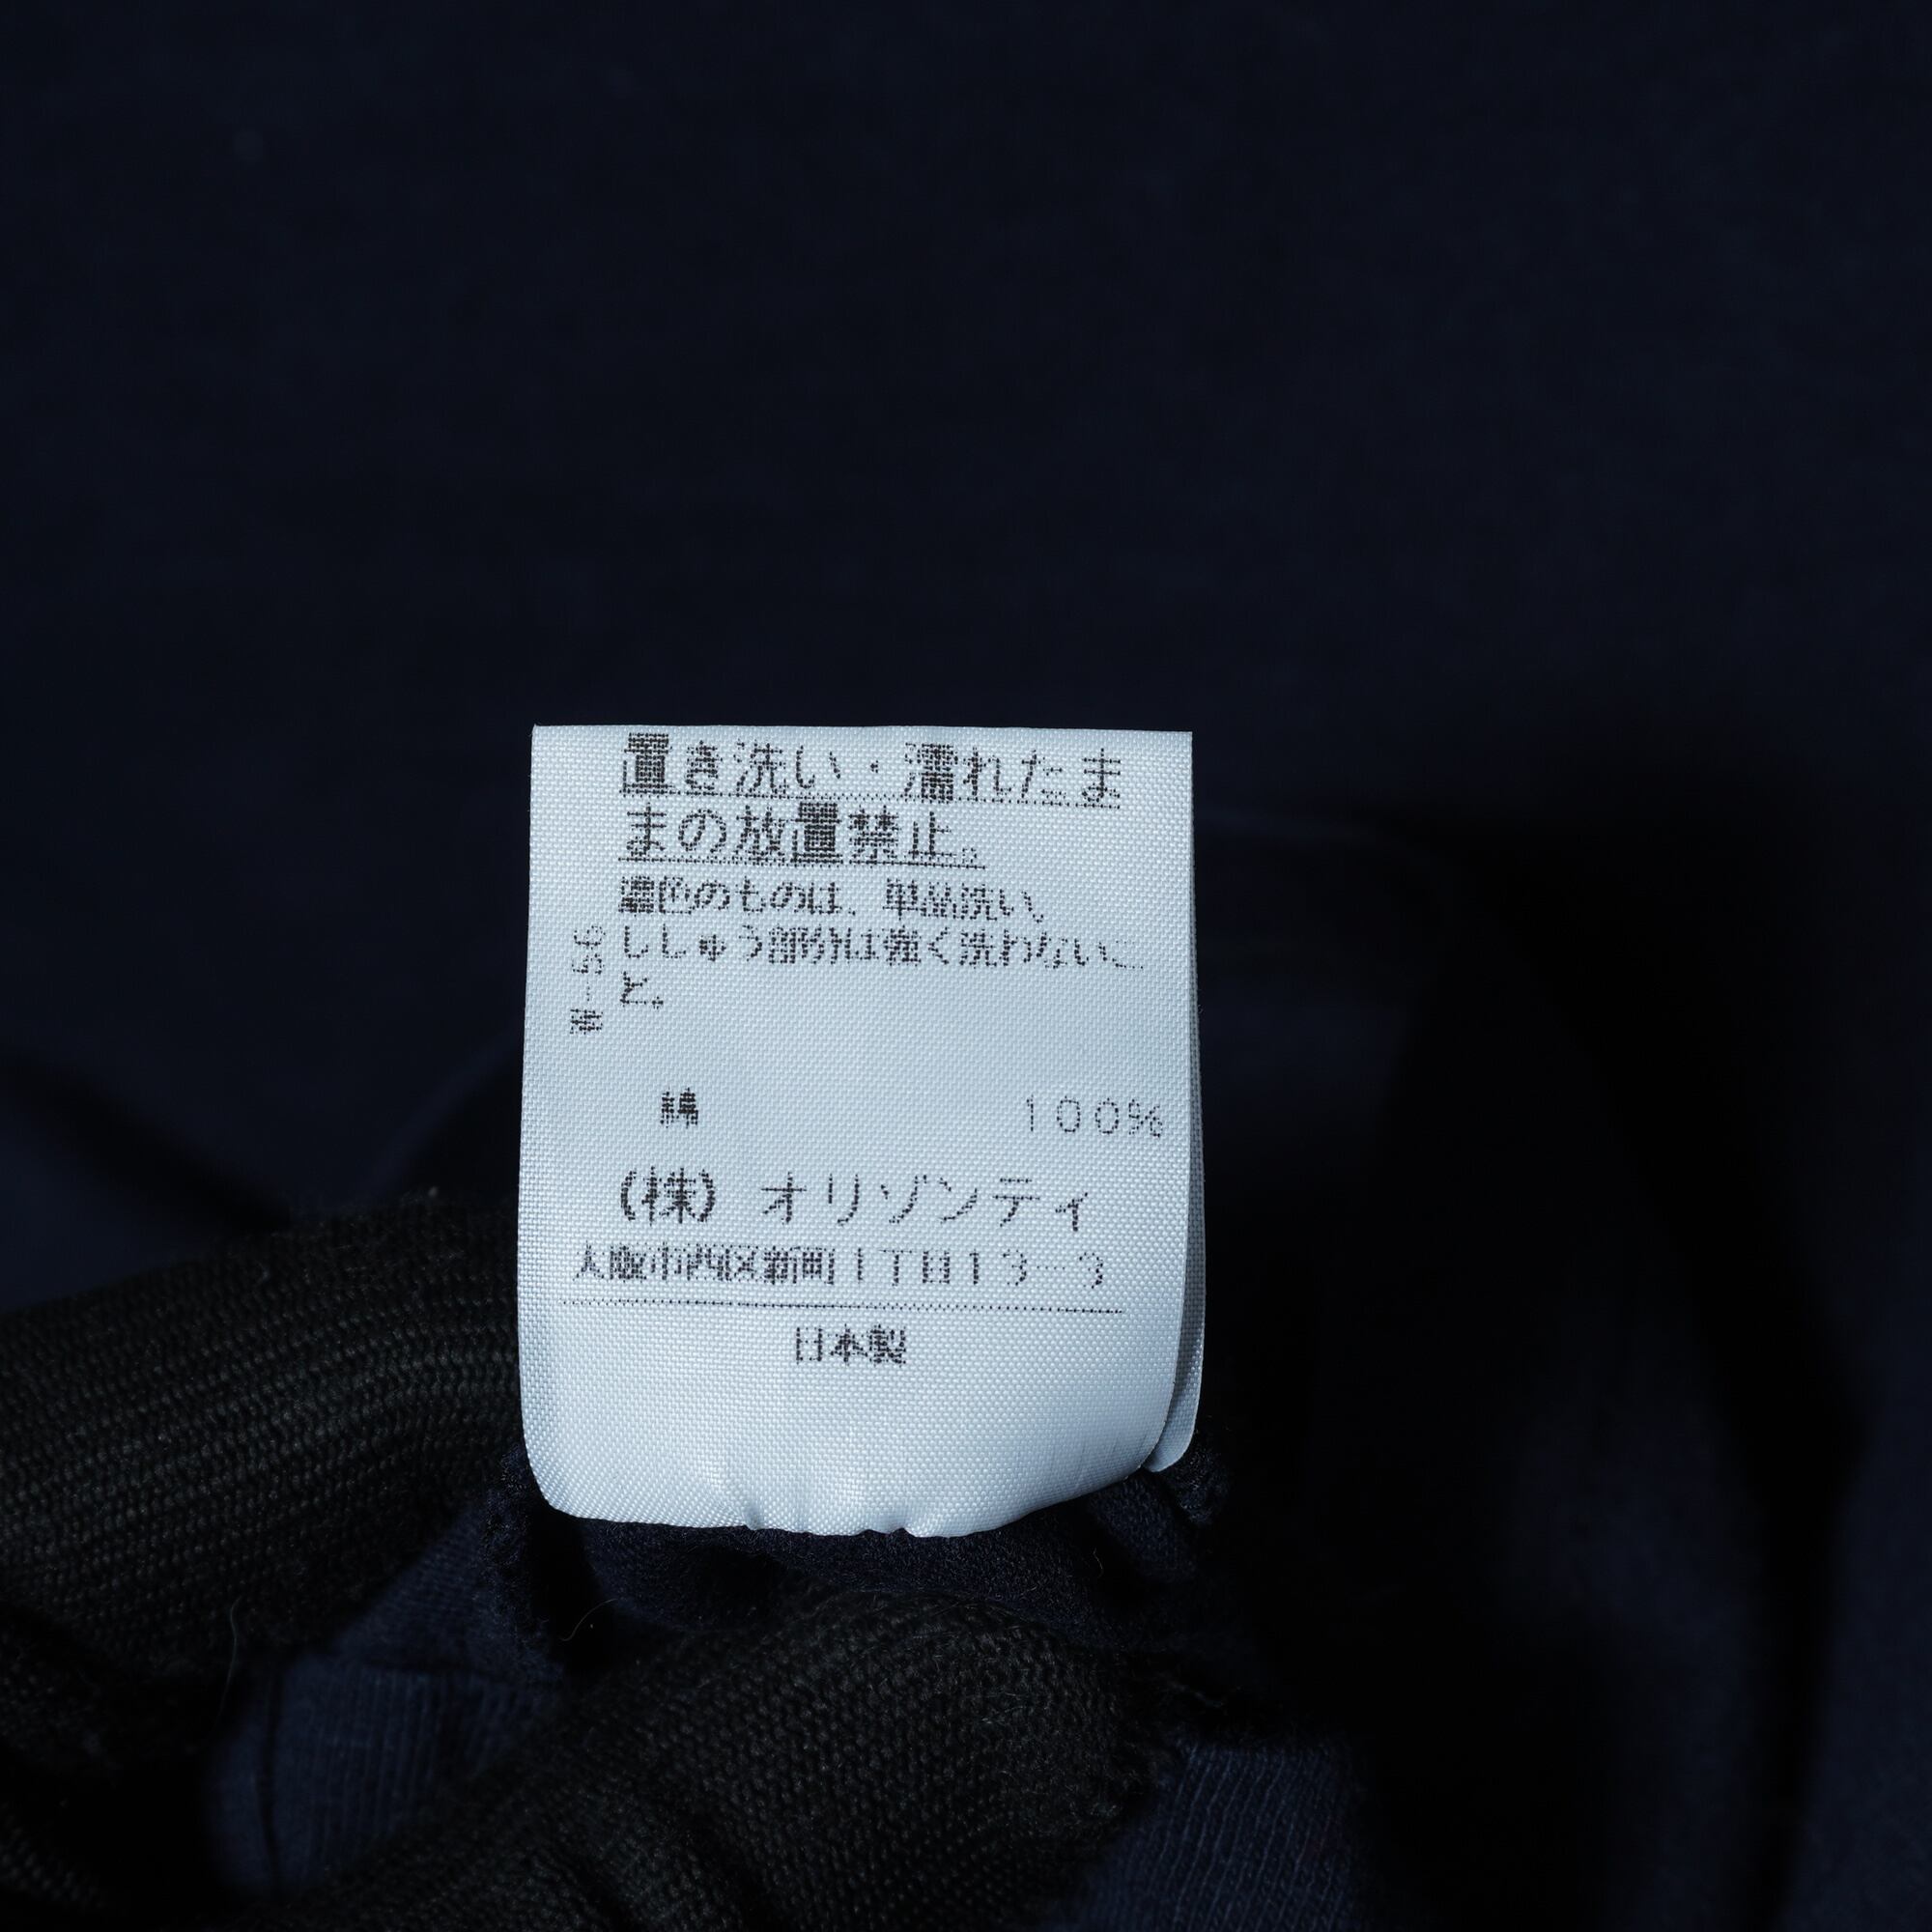 置き洗い・濡れたま
まの放置禁止。
濃色のものは、単品洗い。
ししゅう部分は強く洗わないこ
と。
綿 100%
(株) オリゾンティ
大阪市西区新町1丁目13-3
日本製